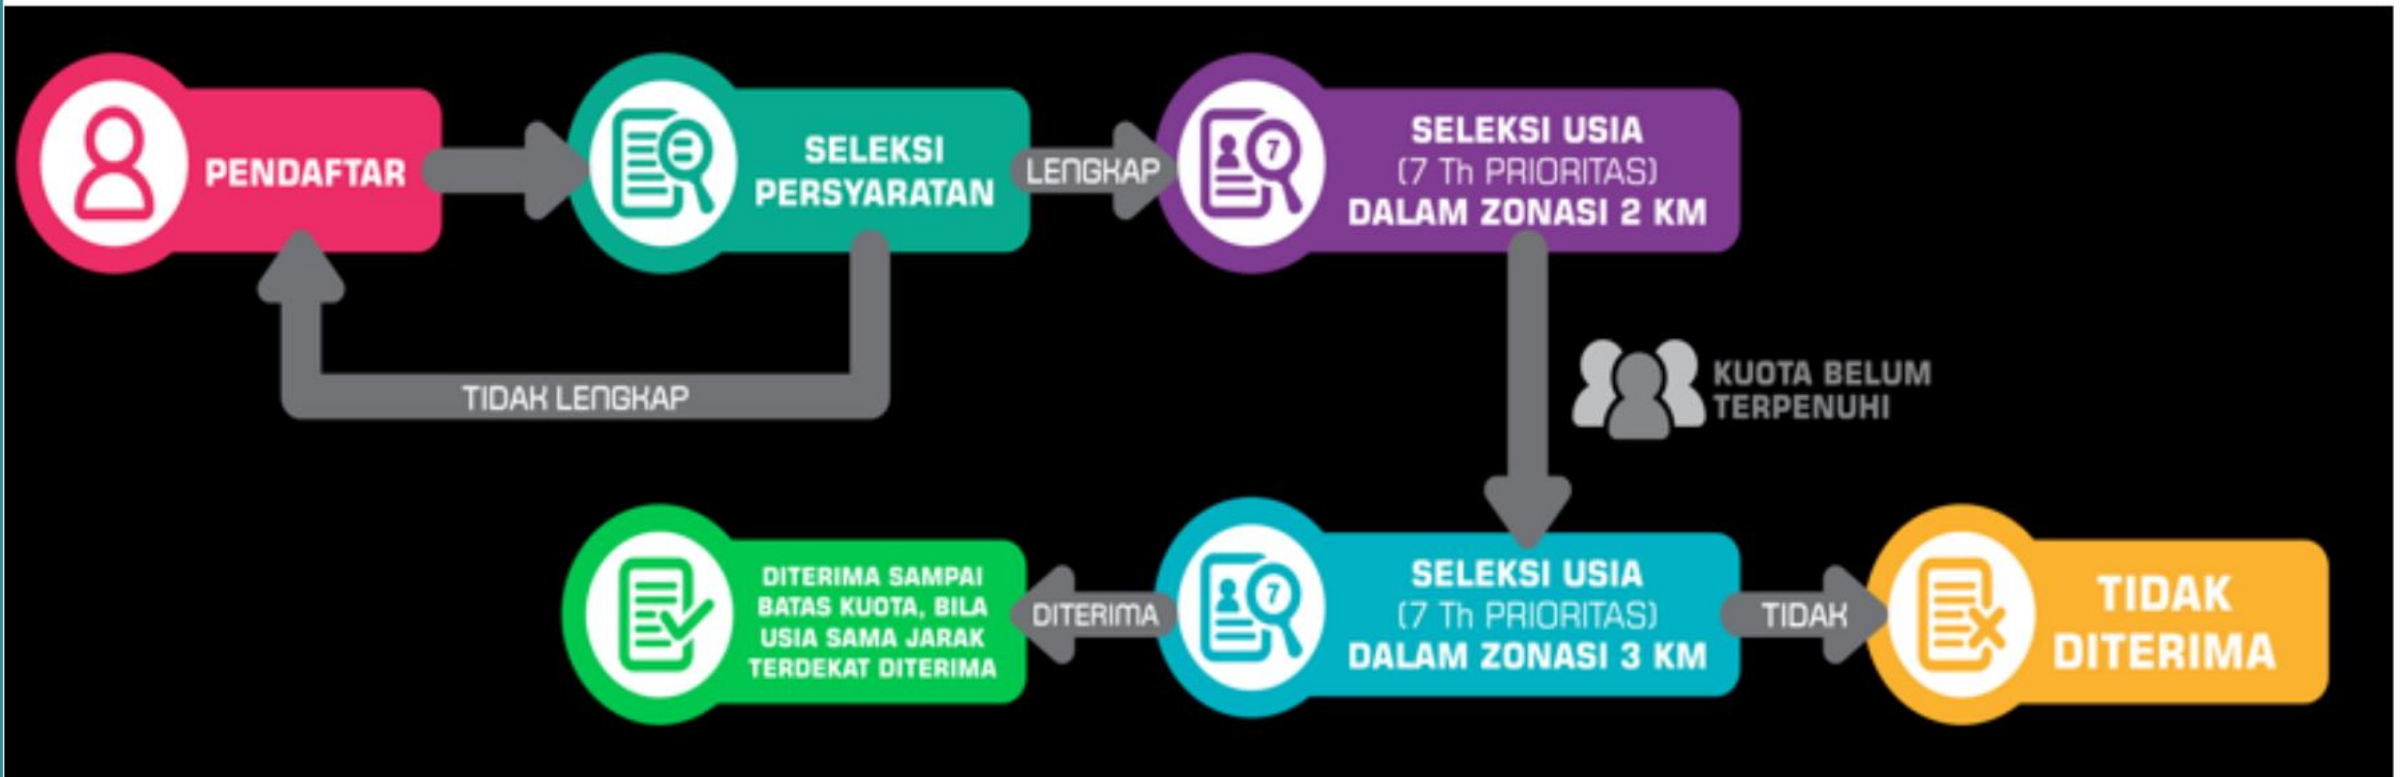 PENDAFTAR
SELEKSI
PERSYARATAN
LENGKAP
SELEKSI USIA
(7 Th PRIORITAS)
DALAM ZONASI 2 KM
7
TIDAK LENGKAP
KUOTA BELUM
TERPENUHI
DITERIMA SAMPAI
BATAS KUOTA, BILA
USIA SAMA JARAK
TERDEKAT DITERIMA
DITERIMA
7
SELEKSI USIA
(7 Th PRIORITAS)
DALAM ZONASI 3 KM
TIDAK
TIDAK
DITERIMA